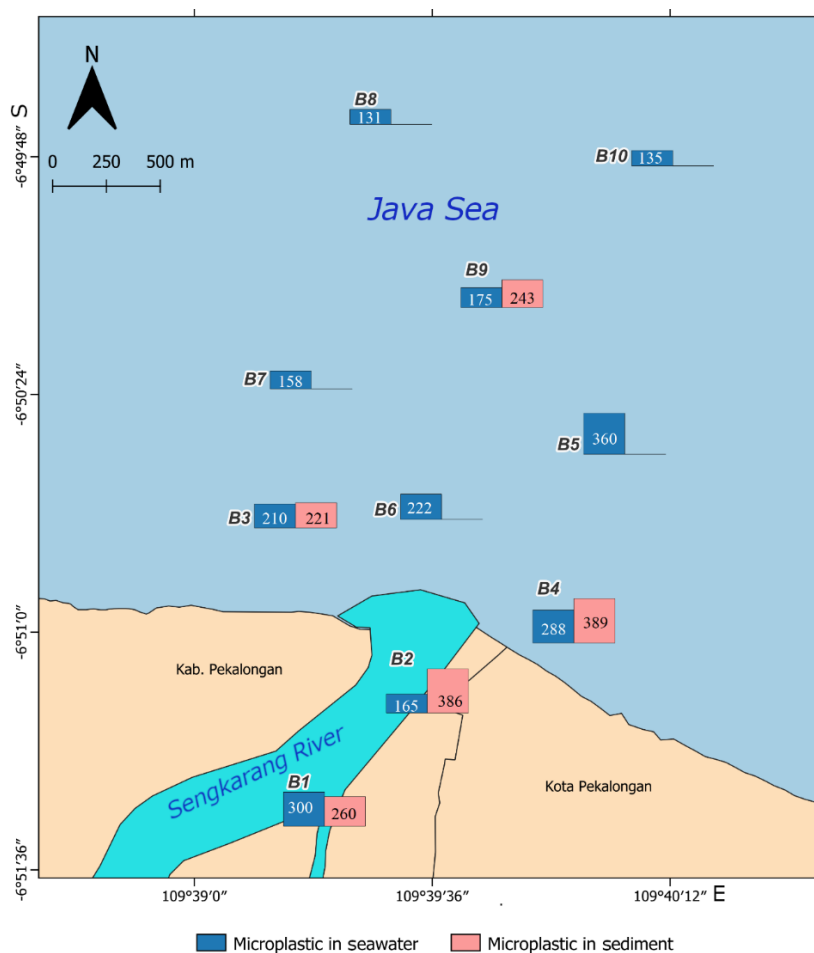 N
0 250 500 m
B8
131
B10
135
Java Sea
B9
175 243
B7
158
B5
360
B3
210 221
B6
222
B4
288 389
B2
165 386
Kab. Pekalongan
Sengkarang River
B1
300 260
Kota Pekalongan
-6°49'48" S
-6°50'24"
-6°51'0"
-6°51'36"
109°39'0" 109°39'36" 109°40'12" E
Microplastic in seawater Microplastic in sediment